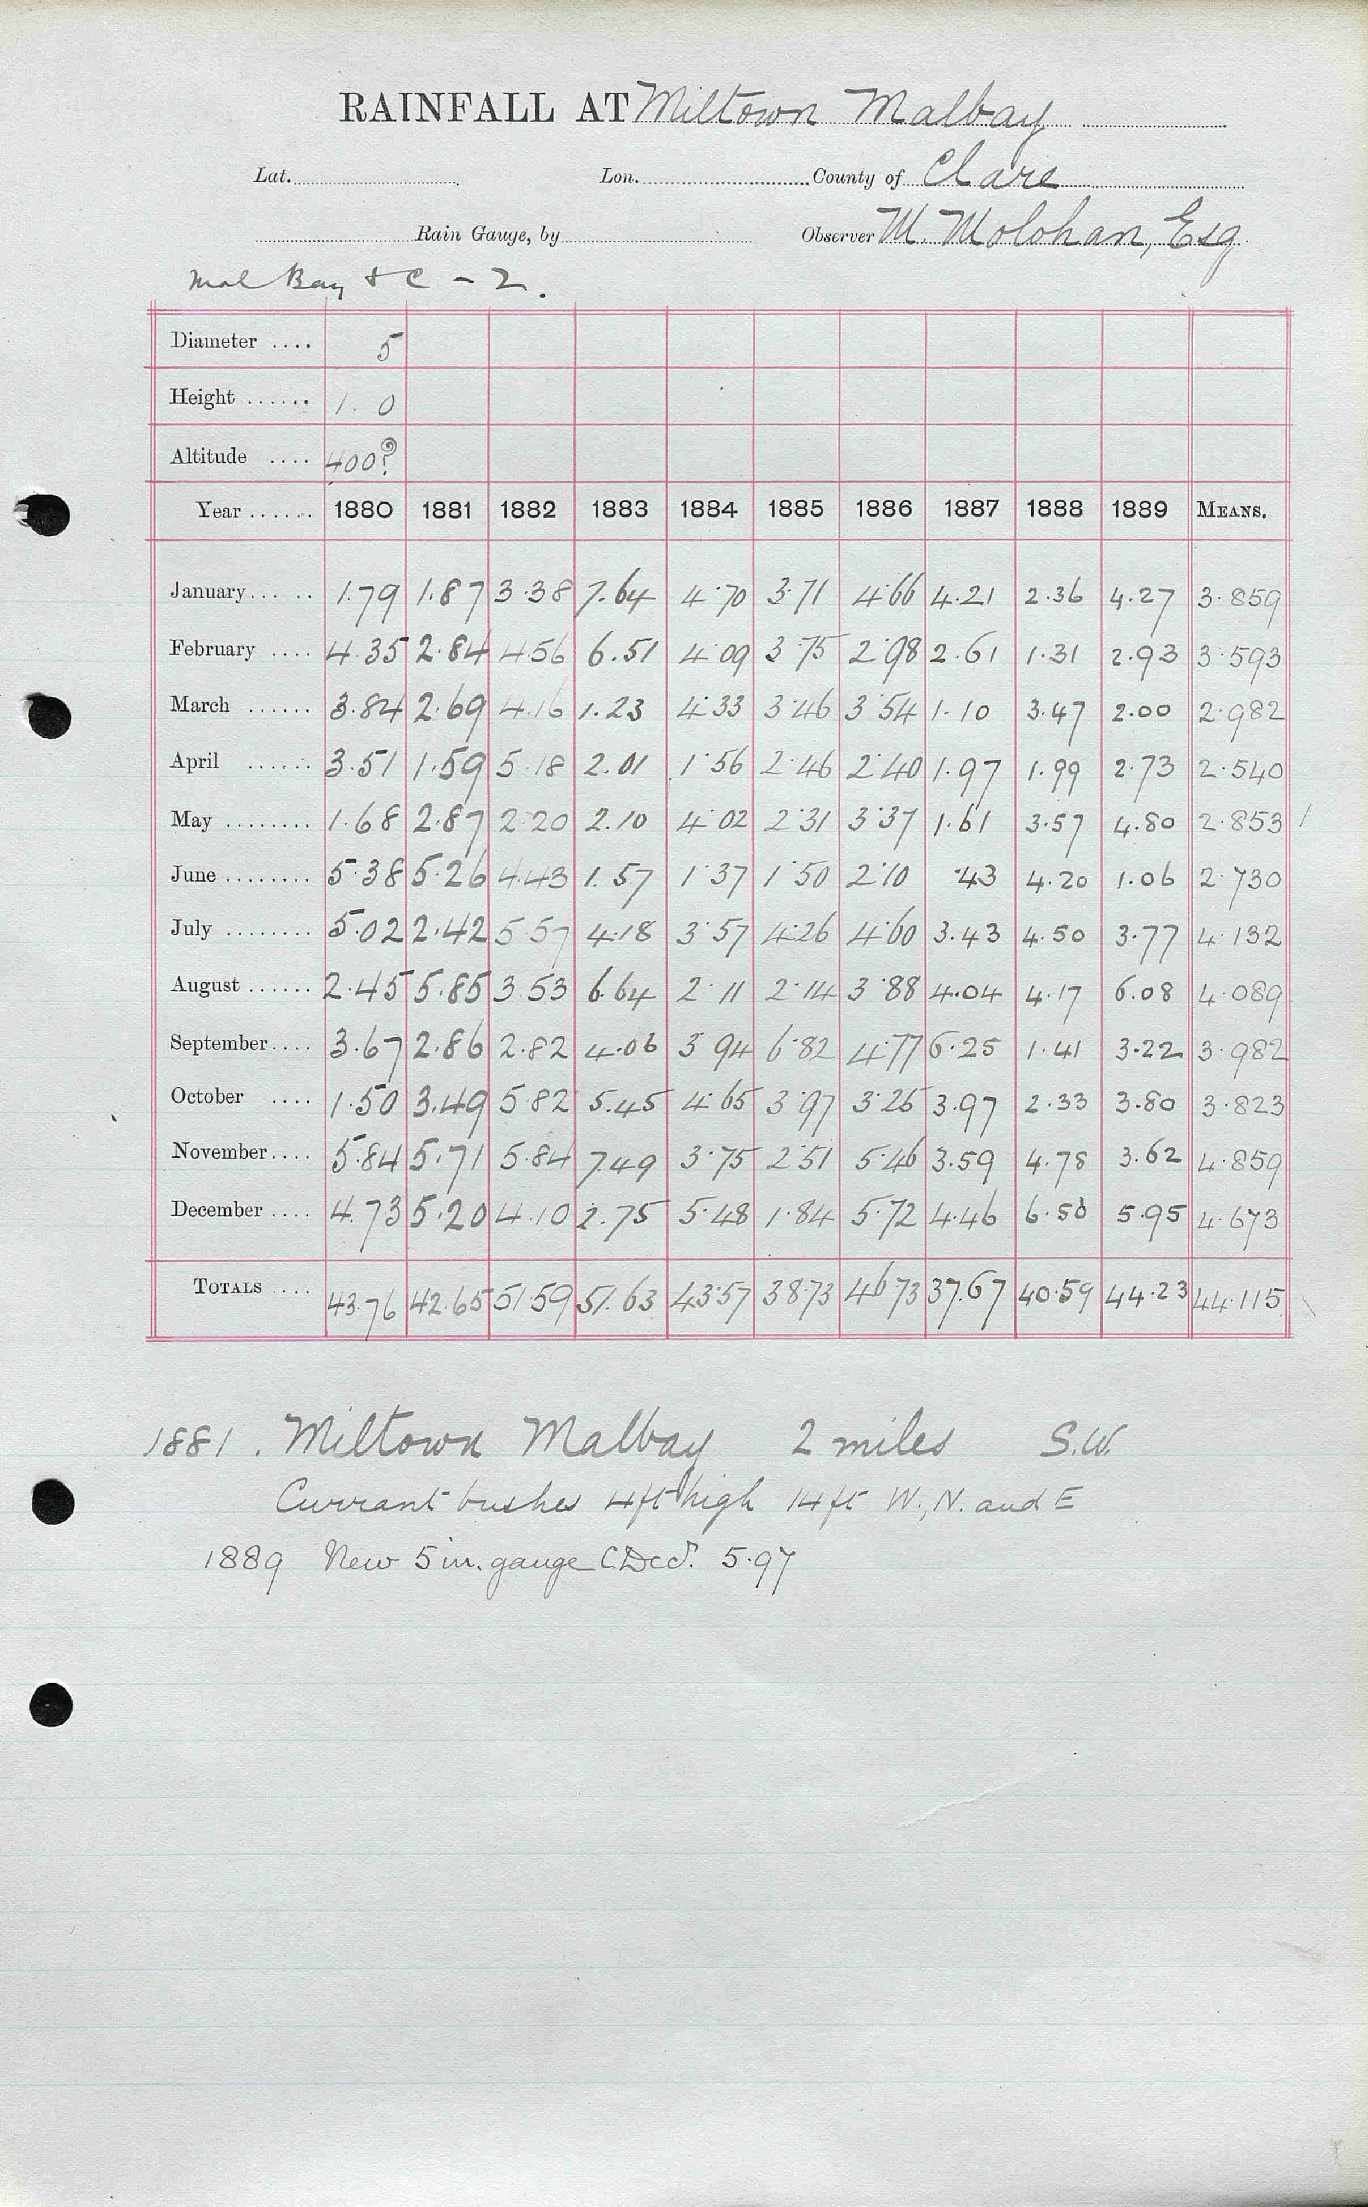 RAINFALL AT Miltown Malbay
Lat. Lon. County of Clare
Rain Gauge, by Observer M. Molohan, Esq
Mal Bay & C - 2.
Diameter .... 5
Height ...... 1. 0
Altitude .... 400?
Year ...... 1880 1881 1882 1883 1884 1885 1886 1887 1888 1889 MEANS.
January...... 1.79 1.87 3.38 7.64 4.70 3.71 4.66 4.21 2.36 4.27 3.859
February .... 4.35 2.84 4.56 6.51 4.09 3.75 2.98 2.61 1.31 2.93 3.593
March ...... 3.84 2.69 4.16 1.23 4.33 3.46 3.54 1.10 3.47 2.00 2.982
April ...... 3.51 1.59 5.18 2.01 1.56 2.46 2.40 1.97 1.99 2.73 2.540
May ........ 1.68 2.87 2.20 2.10 4.02 2.31 3.37 1.61 3.57 4.80 2.853
June ........ 5.38 5.26 4.43 1.57 1.37 1.50 2.10 .43 4.20 1.06 2.730
July ........ 5.02 2.42 5.57 4.18 3.57 4.26 4.60 3.43 4.50 3.77 4.132
August ...... 2.45 5.85 3.53 6.64 2.11 2.14 3.88 4.04 4.17 6.08 4.089
September.... 3.67 2.86 2.82 4.06 3.94 6.82 4.77 6.25 1.41 3.22 3.982
October .... 1.50 3.49 5.82 5.45 4.65 3.97 3.25 3.97 2.33 3.80 3.823
November.... 5.84 5.71 5.84 7.49 3.75 2.51 5.46 3.59 4.78 3.62 4.859
December .... 4.73 5.20 4.10 2.75 5.48 1.84 5.72 4.46 6.50 5.95 4.673
TOTALS .... 43.76 42.65 51.59 51.63 43.57 38.73 46.73 37.67 40.59 44.23 44.115
1881. Miltown Malbay 2 miles S.W.
Currant bushes 4ft high 14ft W., N. and E
1889 New 5 in. gauge C.Decd. 5.97